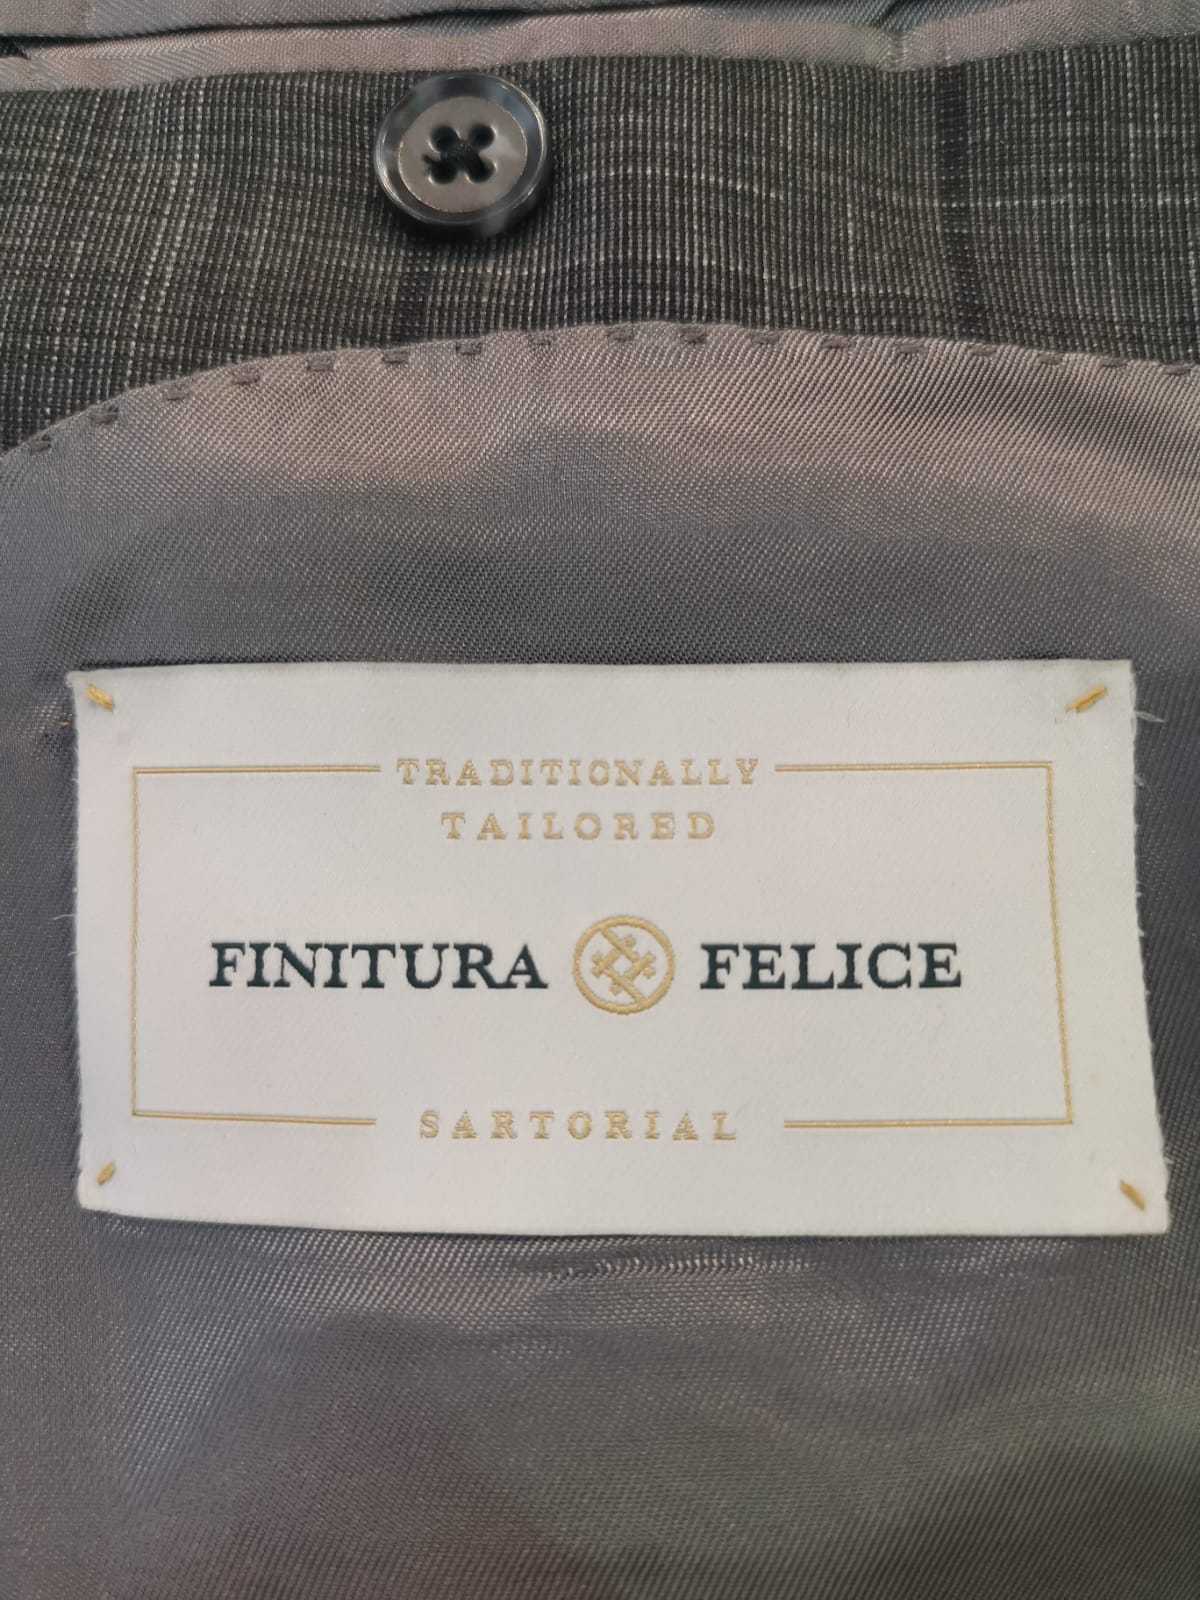 TRADITIONALLY
TAILORED
FINITURA FELICE
SARTORIAL